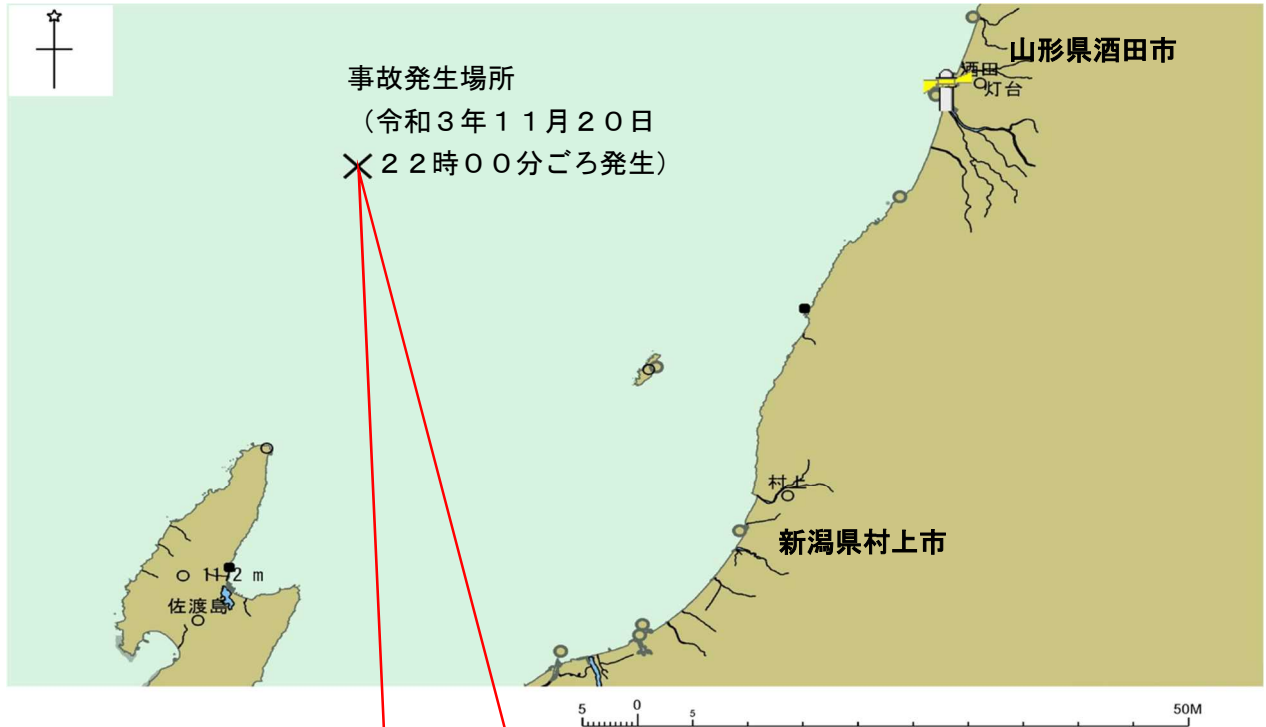 山形県酒田市
酒田
灯台
事故発生場所
（令和３年１１月２０日
２２時００分ごろ発生）
村上
新潟県村上市
1172 m
佐渡島
5 0 5 50M